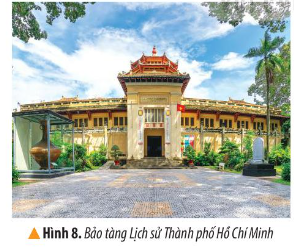 ▲ Hình 8. Bảo tàng Lịch sử Thành phố Hồ Chí Minh